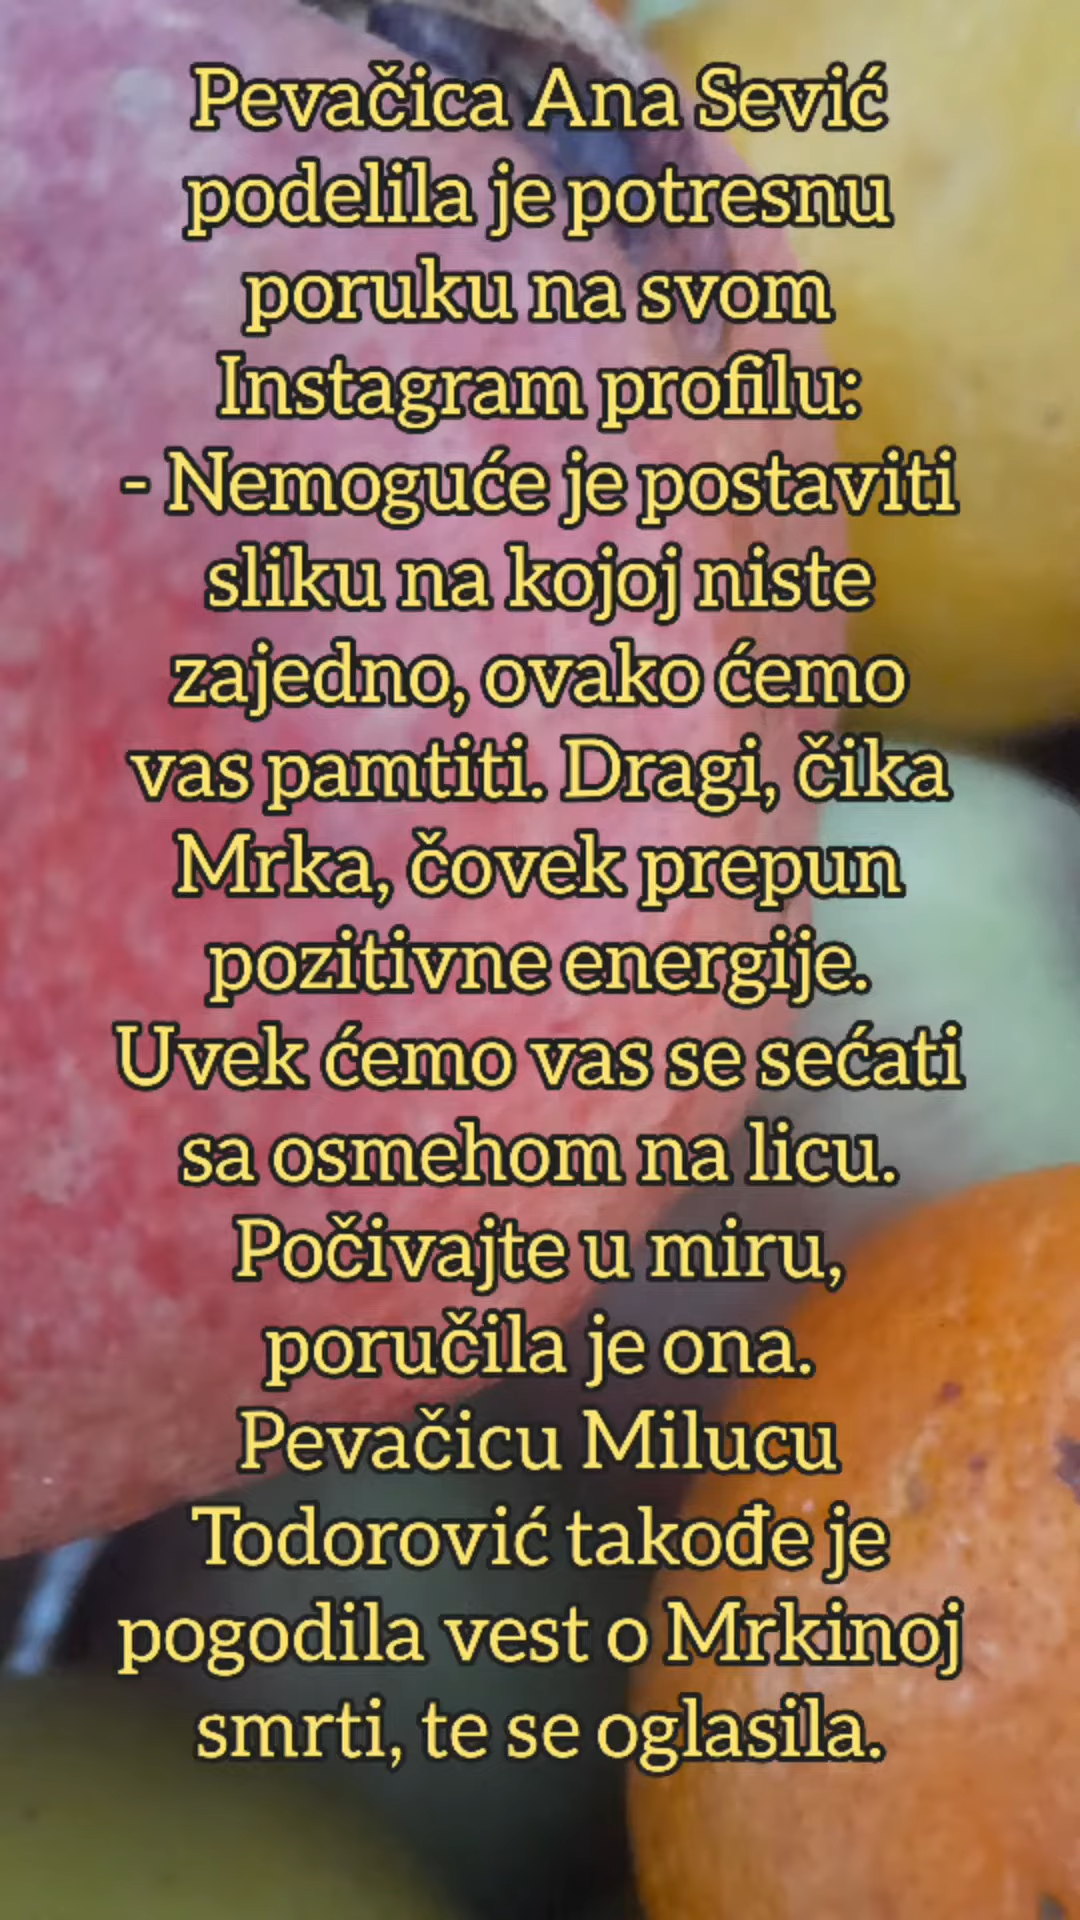 Pevačica Ana Sević
podelila je potresnu
poruku na svom
Instagram profilu:
- Nemoguće je postaviti
sliku na kojoj niste
zajedno, ovako ćemo
vas pamtiti. Dragi, čika
Mrka, čovek prepun
pozitivne energije.
Uvek ćemo vas se sećati
sa osmehom na licu.
Počivajte u miru,
poručila je ona.
Pevačicu Milucu
Todorović takođe je
pogodila vest o Mrkinoj
smrti, te se oglasila.